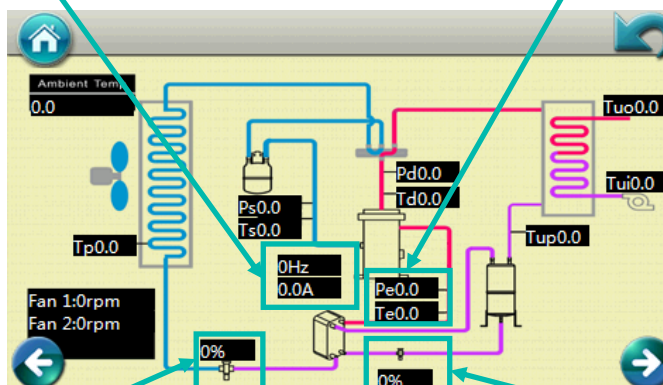 Ambient Temp
0.0
Tuo0.0
Pd0.0
Td0.0
Tui0.0
Ps0.0
Ts0.0
Tp0.0
Tup0.0
0Hz
0.0A
Pe0.0
Te0.0
Fan 1:0rpm
Fan 2:0rpm
0%
0%